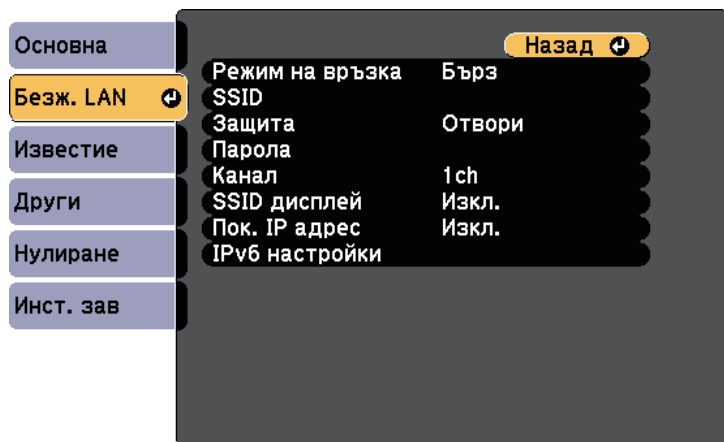 Основна
Безж. LAN
Известие
Други
Нулиране
Инст. зав
Назад
Режим на връзка Бърз
SSID
Защита Отвори
Парола
Канал 1ch
SSID дисплей Изкл.
Пок. IP адрес Изкл.
IPv6 настройки